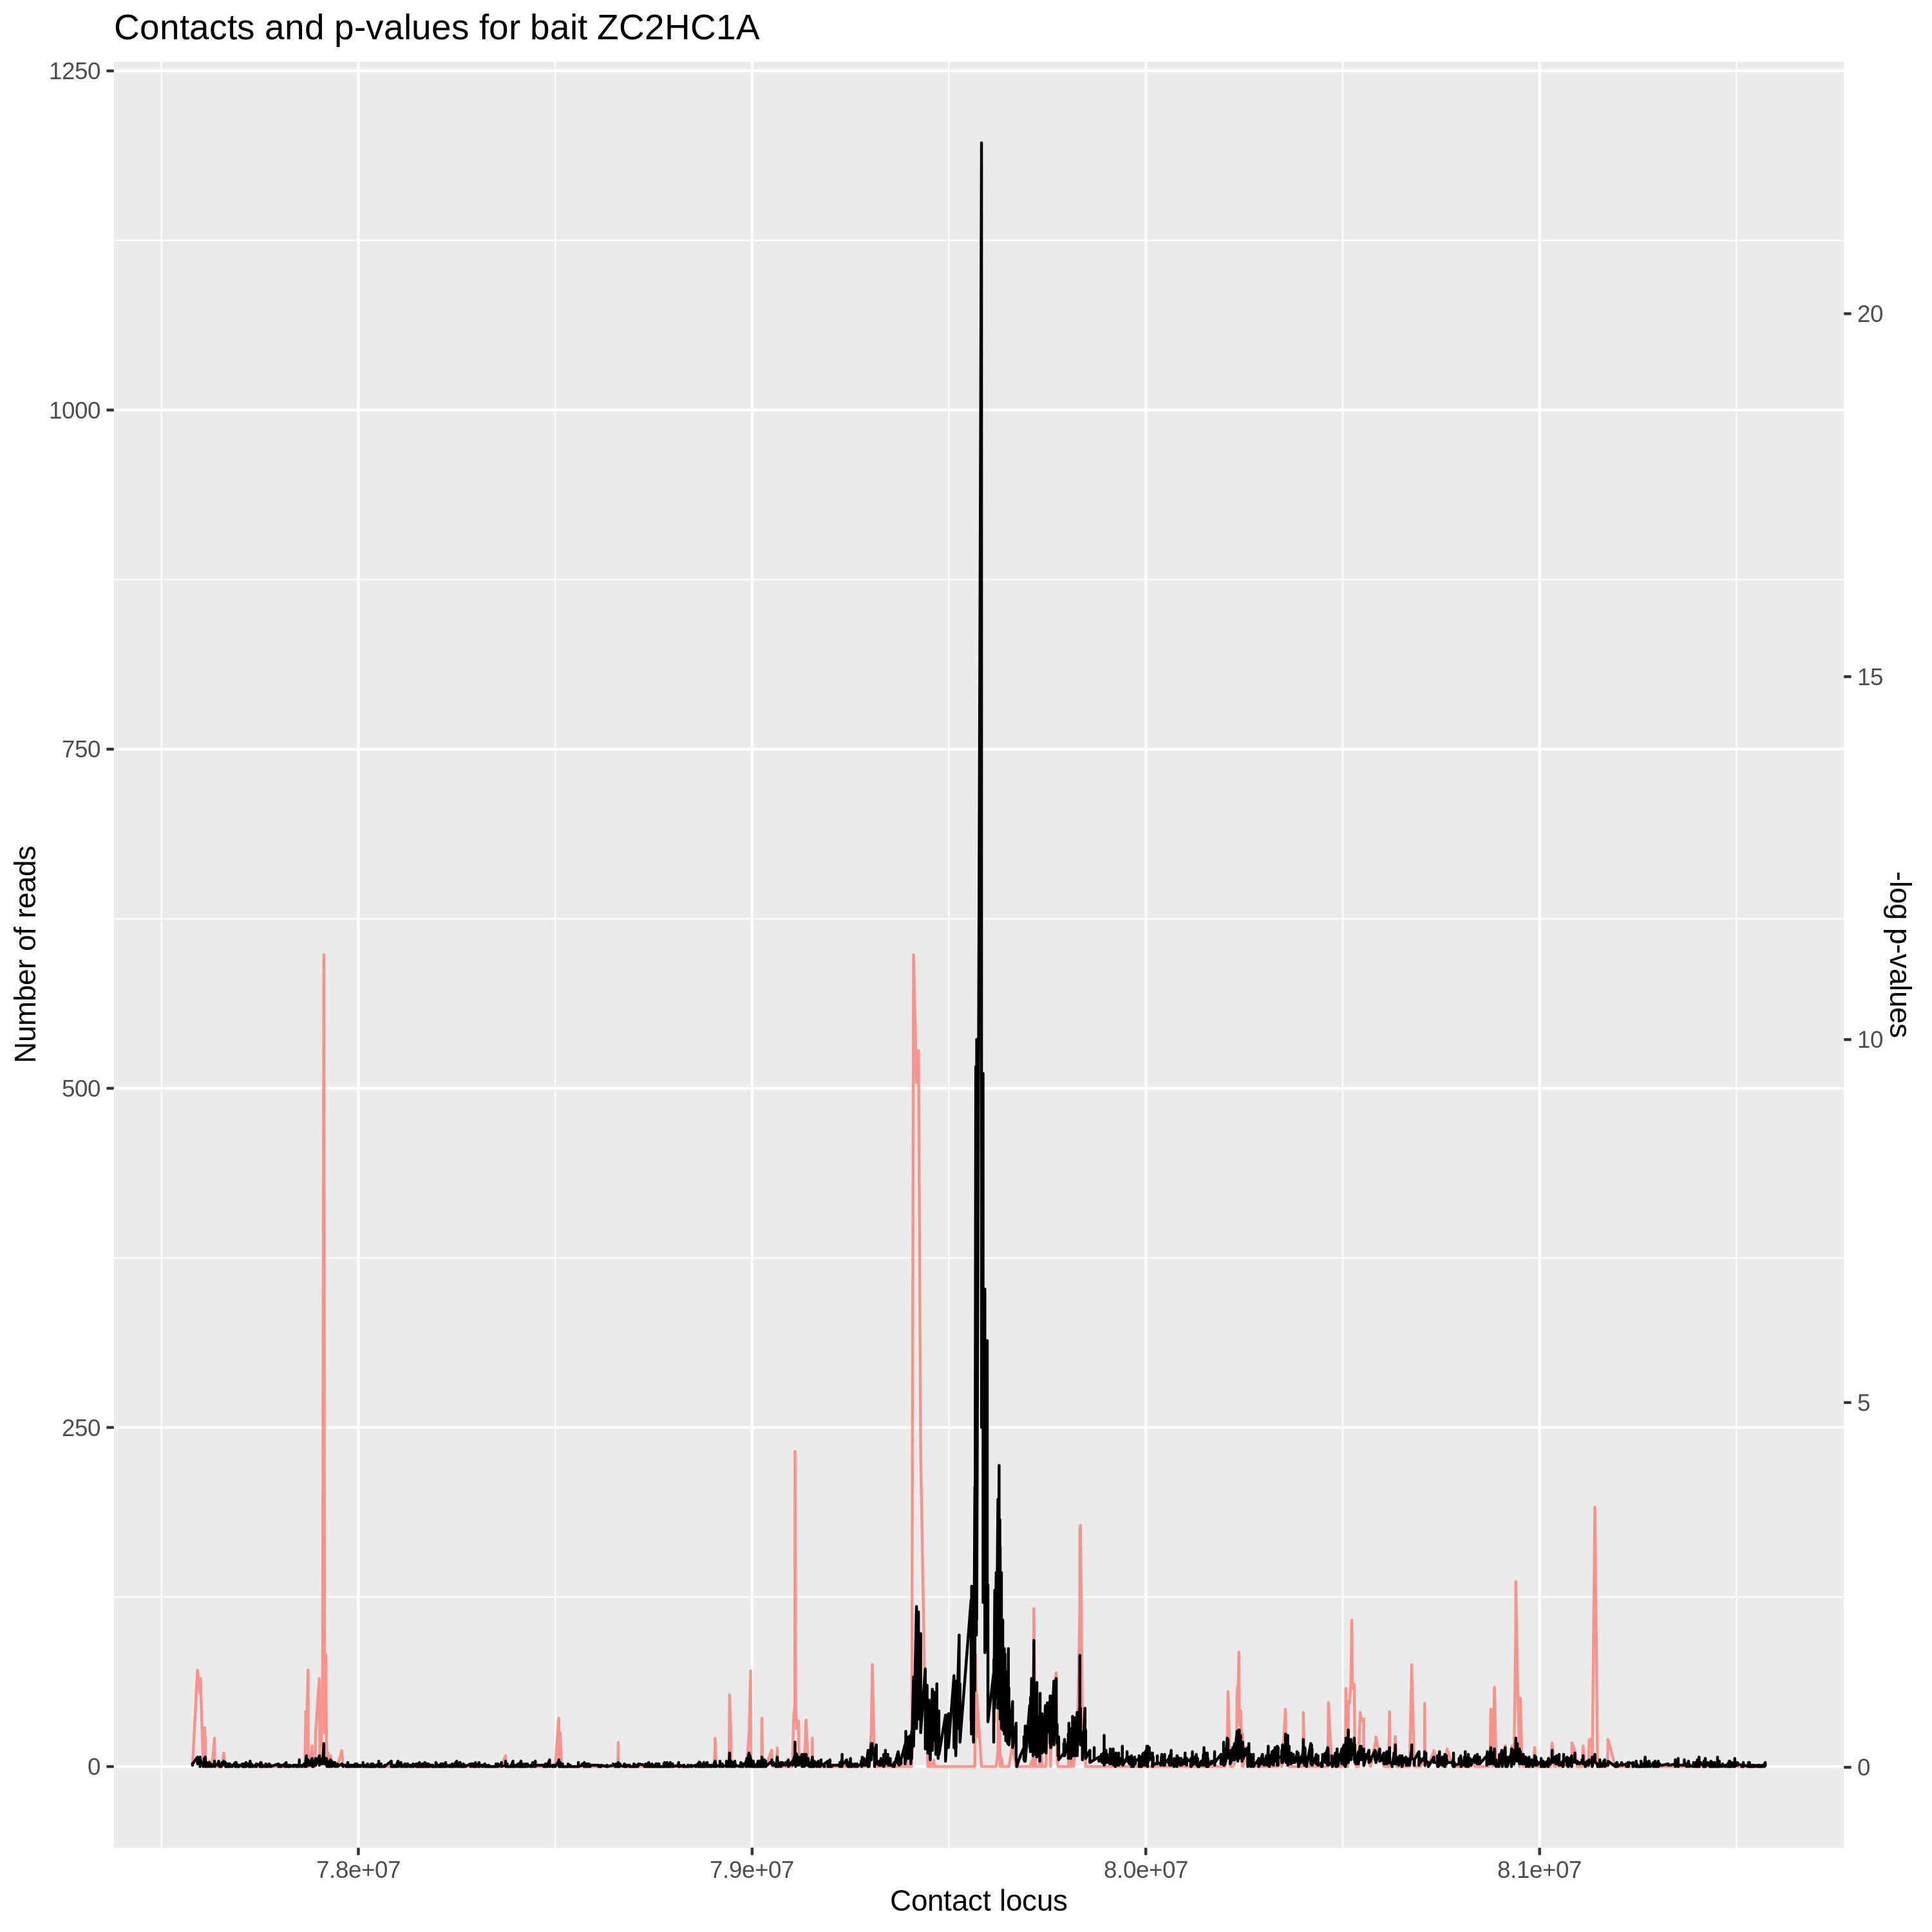 Contacts and p-values for bait ZC2HC1A
1250
1000
750
500
250
0
Number of reads
20
15
10
5
0
-log p-values
7.8e+07
7.9e+07
8.0e+07
8.1e+07
Contact locus